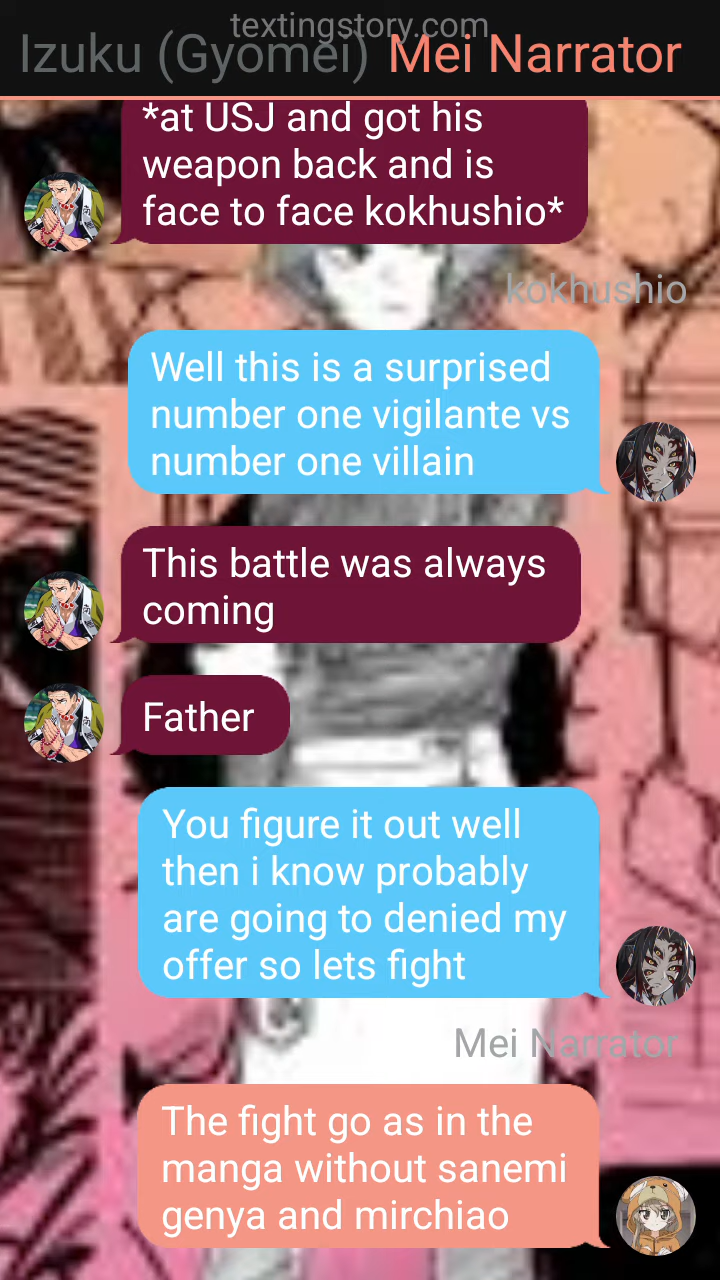 textingstory.com
Izuku (Gyomei) Mei Narrator
*at USJ and got his
weapon back and is
face to face kokhushio*
kokhushio
Well this is a surprised
number one vigilante vs
number one villain
This battle was always
coming
Father
You figure it out well
then i know probably
are going to denied my
offer so lets fight
Mei Narrator
The fight go as in the
manga without sanemi
genya and mirchiao